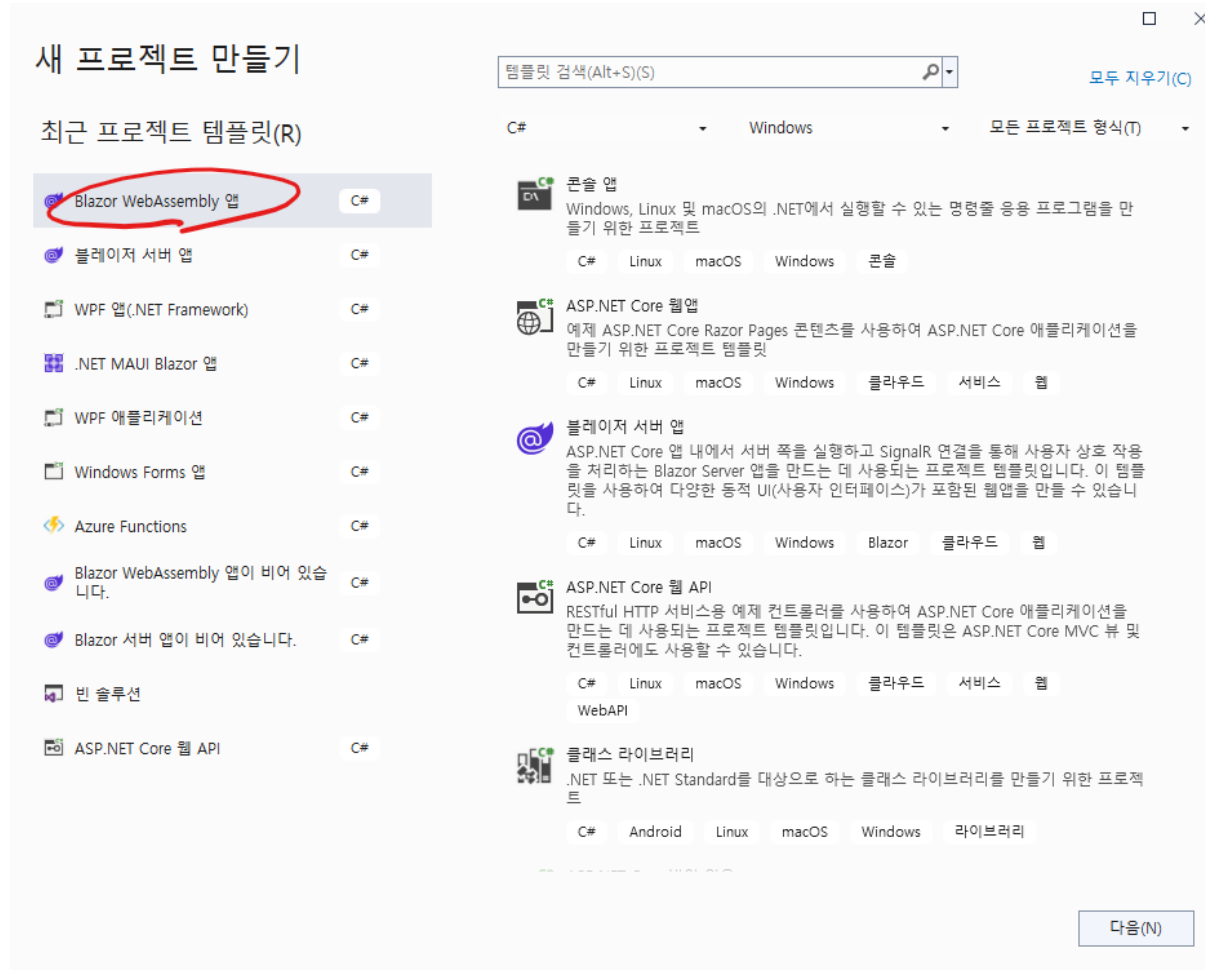 새 프로젝트 만들기
템플릿 검색(Alt+S)(S)
모두 지우기(C)
최근 프로젝트 템플릿(R)
C#
Windows
모든 프로젝트 형식(T)
Blazor WebAssembly 앱
C#
블레이저 서버 앱
C#
WPF 앱(.NET Framework)
C#
.NET MAUI Blazor 앱
C#
WPF 애플리케이션
C#
Windows Forms 앱
C#
Azure Functions
C#
Blazor WebAssembly 앱이 비어 있습
니다.
C#
Blazor 서버 앱이 비어 있습니다.
C#
빈 솔루션
ASP.NET Core 웹 API
C#
콘솔 앱
Windows, Linux 및 macOS의 .NET에서 실행할 수 있는 명령줄 응용 프로그램을 만
들기 위한 프로젝트
C# Linux macOS Windows 콘솔
ASP.NET Core 웹앱
예제 ASP.NET Core Razor Pages 콘텐츠를 사용하여 ASP.NET Core 애플리케이션을
만들기 위한 프로젝트 템플릿
C# Linux macOS Windows 클라우드 서비스 웹
블레이저 서버 앱
ASP.NET Core 앱 내에서 서버 쪽을 실행하고 SignalR 연결을 통해 사용자 상호 작용
을 처리하는 Blazor Server 앱을 만드는 데 사용되는 프로젝트 템플릿입니다. 이 템플
릿을 사용하여 다양한 동적 UI(사용자 인터페이스)가 포함된 웹앱을 만들 수 있습니
다.
C# Linux macOS Windows Blazor 클라우드 웹
ASP.NET Core 웹 API
RESTful HTTP 서비스용 예제 컨트롤러를 사용하여 ASP.NET Core 애플리케이션을
만드는 데 사용되는 프로젝트 템플릿입니다. 이 템플릿은 ASP.NET Core MVC 뷰 및
컨트롤러에도 사용할 수 있습니다.
C# Linux macOS Windows 클라우드 서비스 웹
WebAPI
클래스 라이브러리
.NET 또는 .NET Standard를 대상으로 하는 클래스 라이브러리를 만들기 위한 프로젝
트
C# Android Linux macOS Windows 라이브러리
다음(N)